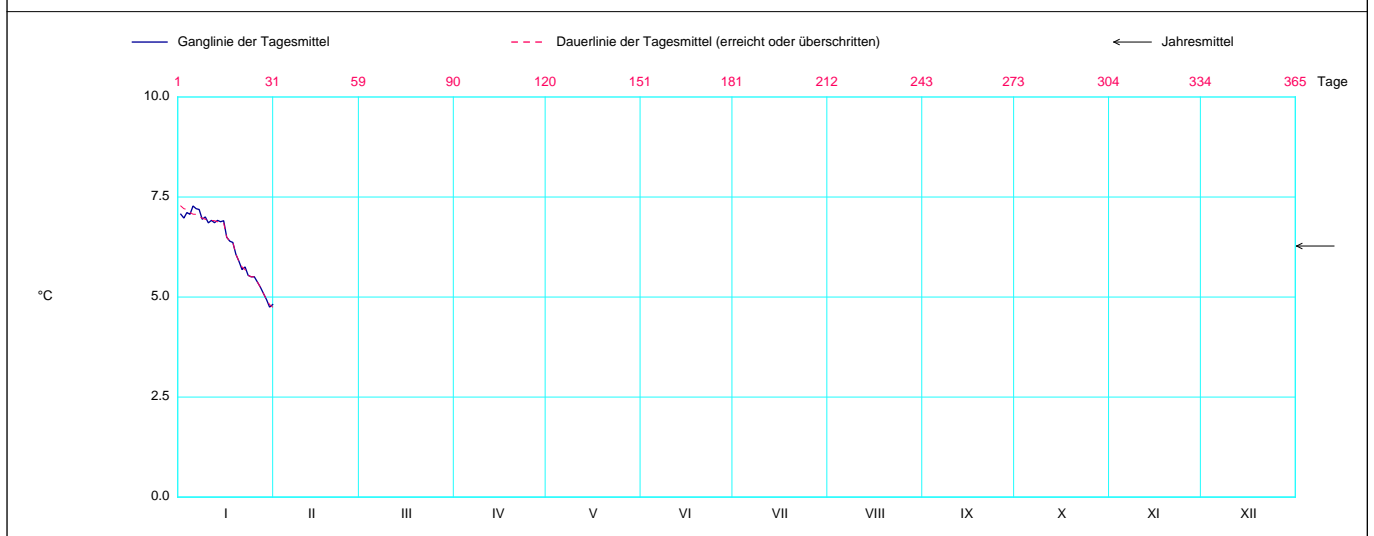 Ganglinie der Tagesmittel Dauerlinie der Tagesmittel (erreicht oder überschritten) Jahresmittel
1 31 59 90 120 151 181 212 243 273 304 334 365 Tage
10.0
7.5
°C 5.0
2.5
0.0
I II III IV V VI VII VIII IX X XI XII